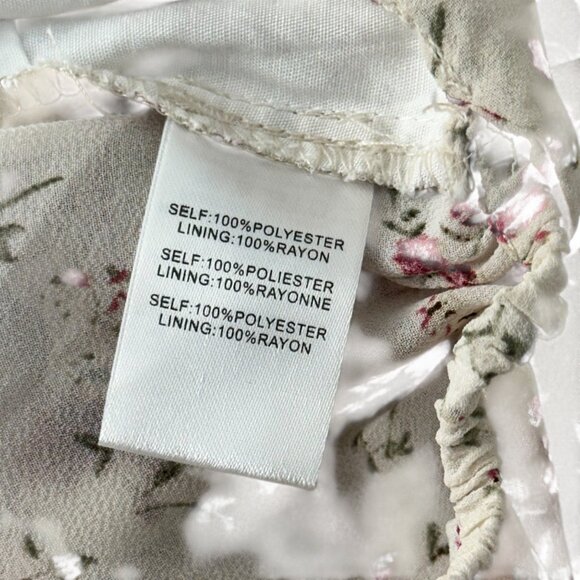 SELF:100%POLYESTER
LINING:100%RAYON
SELF:100%POLIESTER
LINING:100%RAYONNE
SELF:100%POLYESTER
LINING:100%RAYON